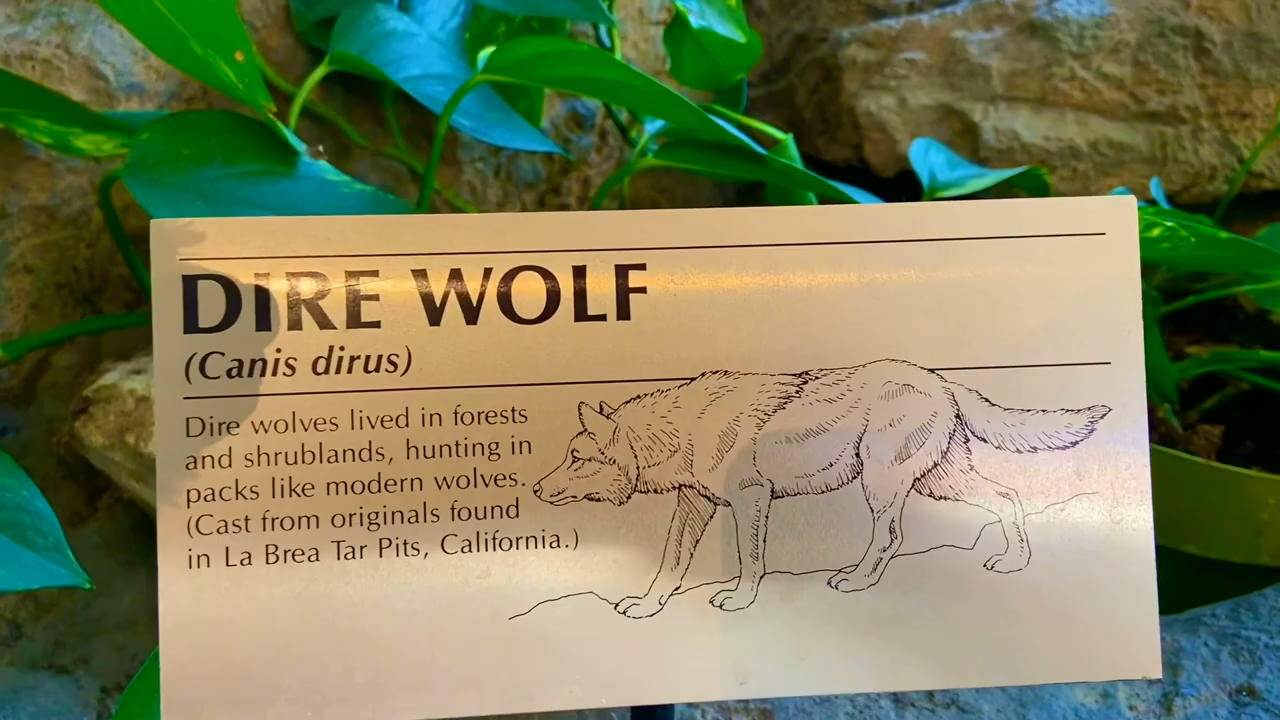 DIRE WOLF
(Canis dirus)
Dire wolves lived in forests
and shrublands, hunting in
packs like modern wolves.
(Cast from originals found
in La Brea Tar Pits, California.)